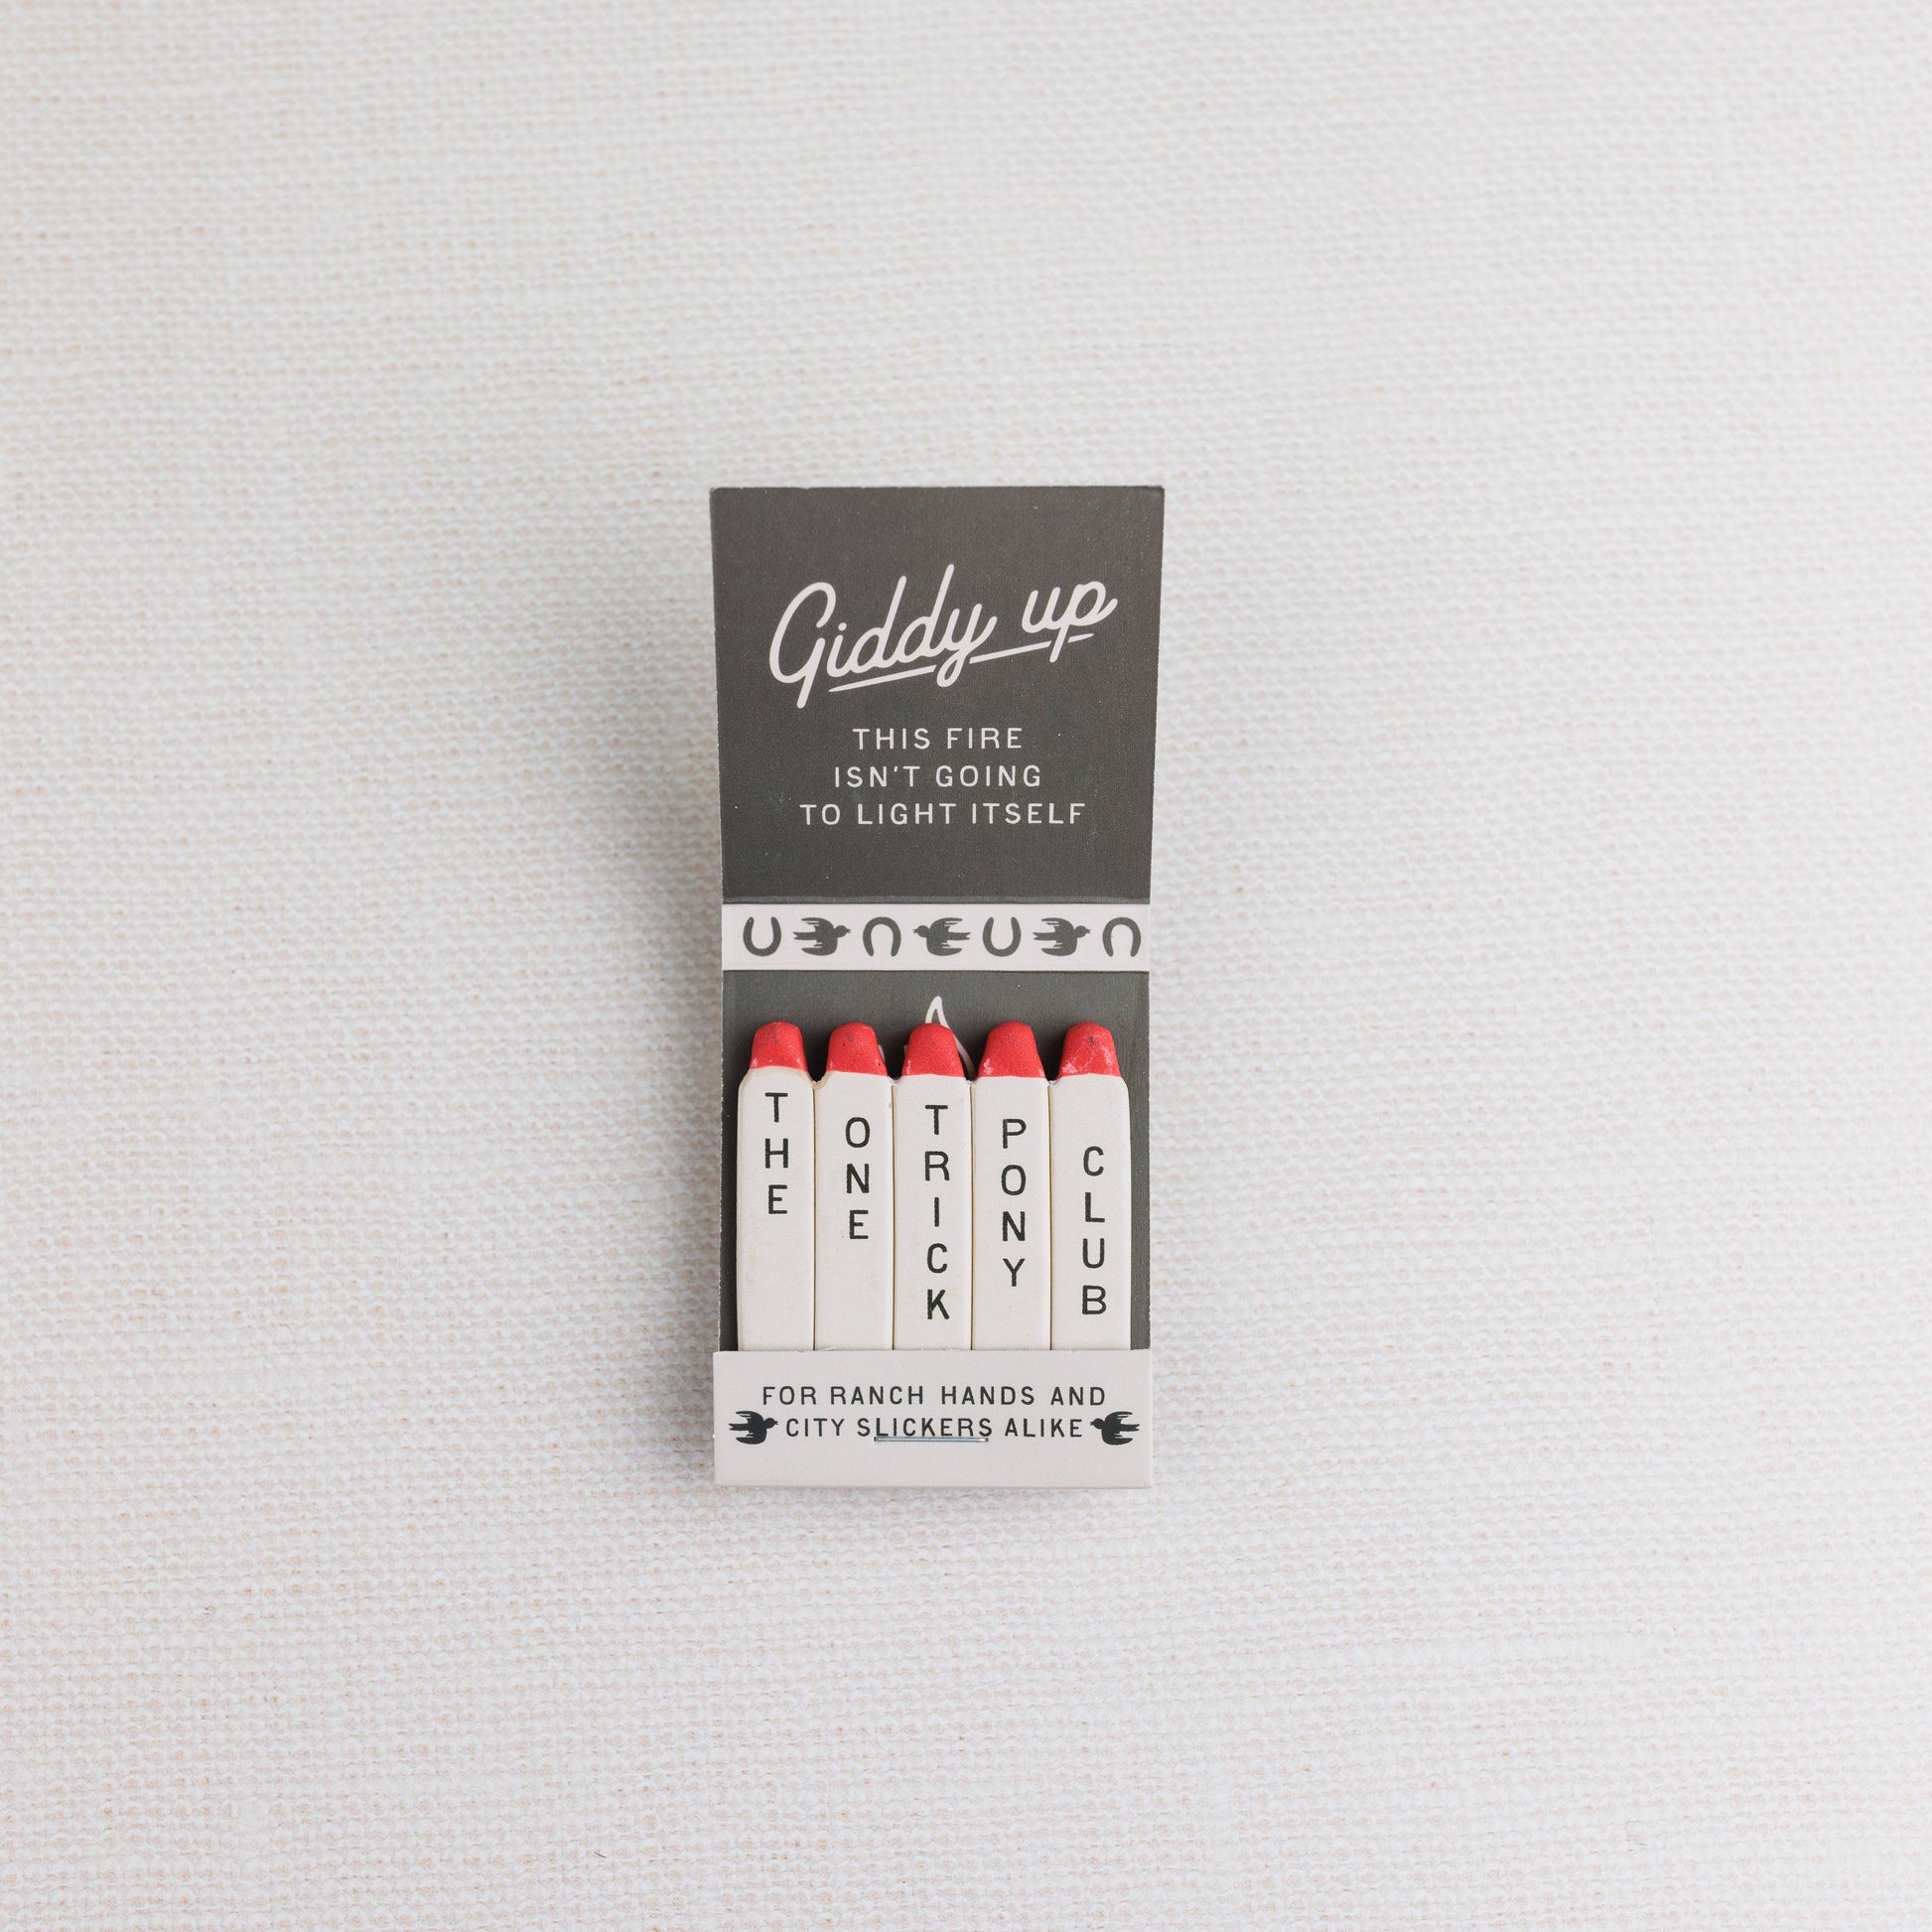 Giddy up
THIS FIRE
ISN'T GOING
TO LIGHT ITSELF
THE
ONE
TRICK
PONY
CLUB
FOR RANCH HANDS AND
CITY SLICKERS ALIKE